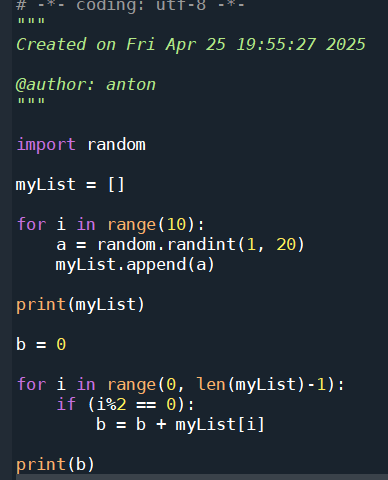 # -*- coding: utf-8 -*-
"""
Created on Fri Apr 25 19:55:27 2025

@author: anton
"""

import random

myList = []

for i in range(10):
    a = random.randint(1, 20)
    myList.append(a)

print(myList)

b = 0

for i in range(0, len(myList)-1):
    if (i%2 == 0):
        b = b + myList[i]

print(b)